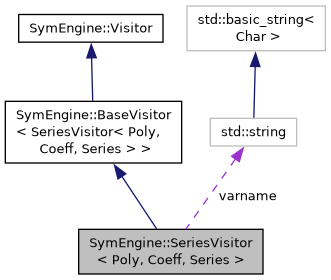 SymEngine::Visitor
std::basic_string<
Char >
SymEngine::BaseVisitor
< SeriesVisitor< Poly,
Coeff, Series > >
std::string
varname
SymEngine::SeriesVisitor
< Poly, Coeff, Series >